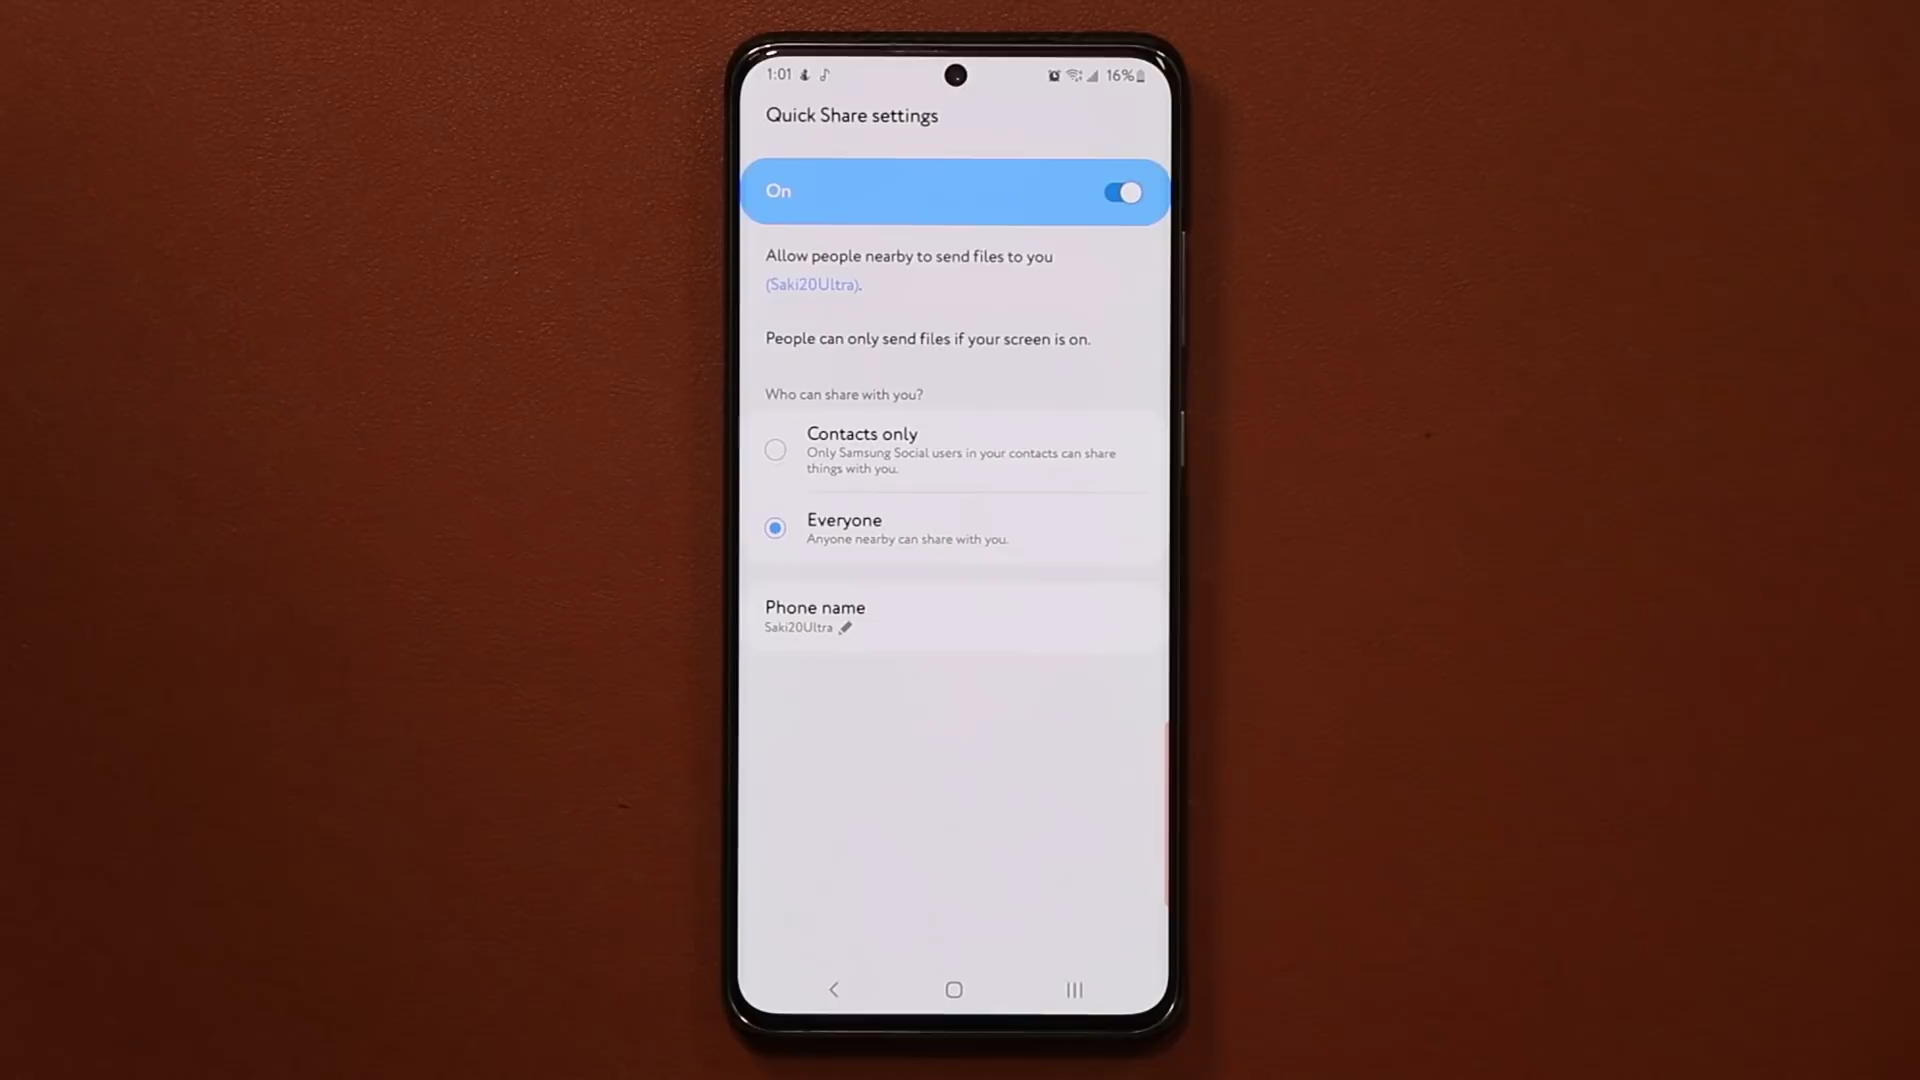 1:01 16%
Quick Share settings
On
Allow people nearby to send files to you
(Saki20Ultra).
People can only send files if your screen is on.
Who can share with you?
Contacts only
Only Samsung Social users in your contacts can share
things with you.
Everyone
Anyone nearby can share with you.
Phone name
Saki20Ultra